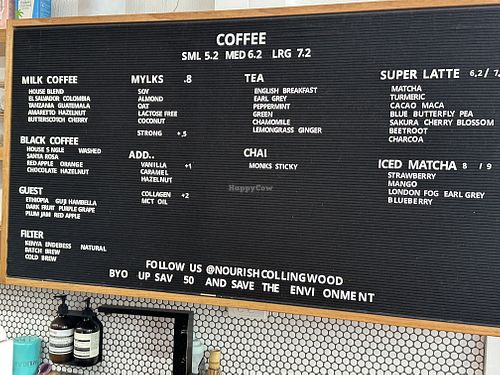 COFFEE
SML 5.2 MED 6.2 LRG 7.2
MILK COFFEE
HOUSE BLEND
EL SALVADOR COLOMBIA
TANZANIA GUATEMALA
AMARETTO HAZELNUT
BUTTERSCOTCH CHERRY
BLACK COFFEE
HOUSE S NGLE WASHED
SANTA ROSA
RED APPLE ORANGE
CHOCOLATE HAZELNUT
GUEST
ETHIOPIA GUJI HAMBELLA
DARK FRUIT PURPLE GRAPE
PLUM JAM RED APPLE
FILTER
KENYA ENDEBESS NATURAL
BATCH BREW
COLD BREW
MYLKS .8
SOY
ALMOND
OAT
LACTOSE FREE
COCONUT
STRONG +.5
ADD..
VANILLA +1
CARAMEL
HAZELNUT
COLLAGEN +2
MCT OIL
TEA
ENGLISH BREAKFAST
EARL GREY
PEPPERMINT
GREEN
CHAMOMILE
LEMONGRASS GINGER
CHAI
MONKS STICKY
SUPER LATTE 6,2 / 7,
MATCHA
TURMERIC
CACAO MACA
BLUE BUTTERFLY PEA
SAKURA CHERRY BLOSSOM
BEETROOT
CHARCOA
ICED MATCHA 8 / 9
STRAWBERRY
MANGO
LONDON FOG EARL GREY
BLUEBERRY
HappyCow
FOLLOW US @NOURISHCOLLINGWOOD
BYO UP SAV 50 AND SAVE THE ENVI ONMENT